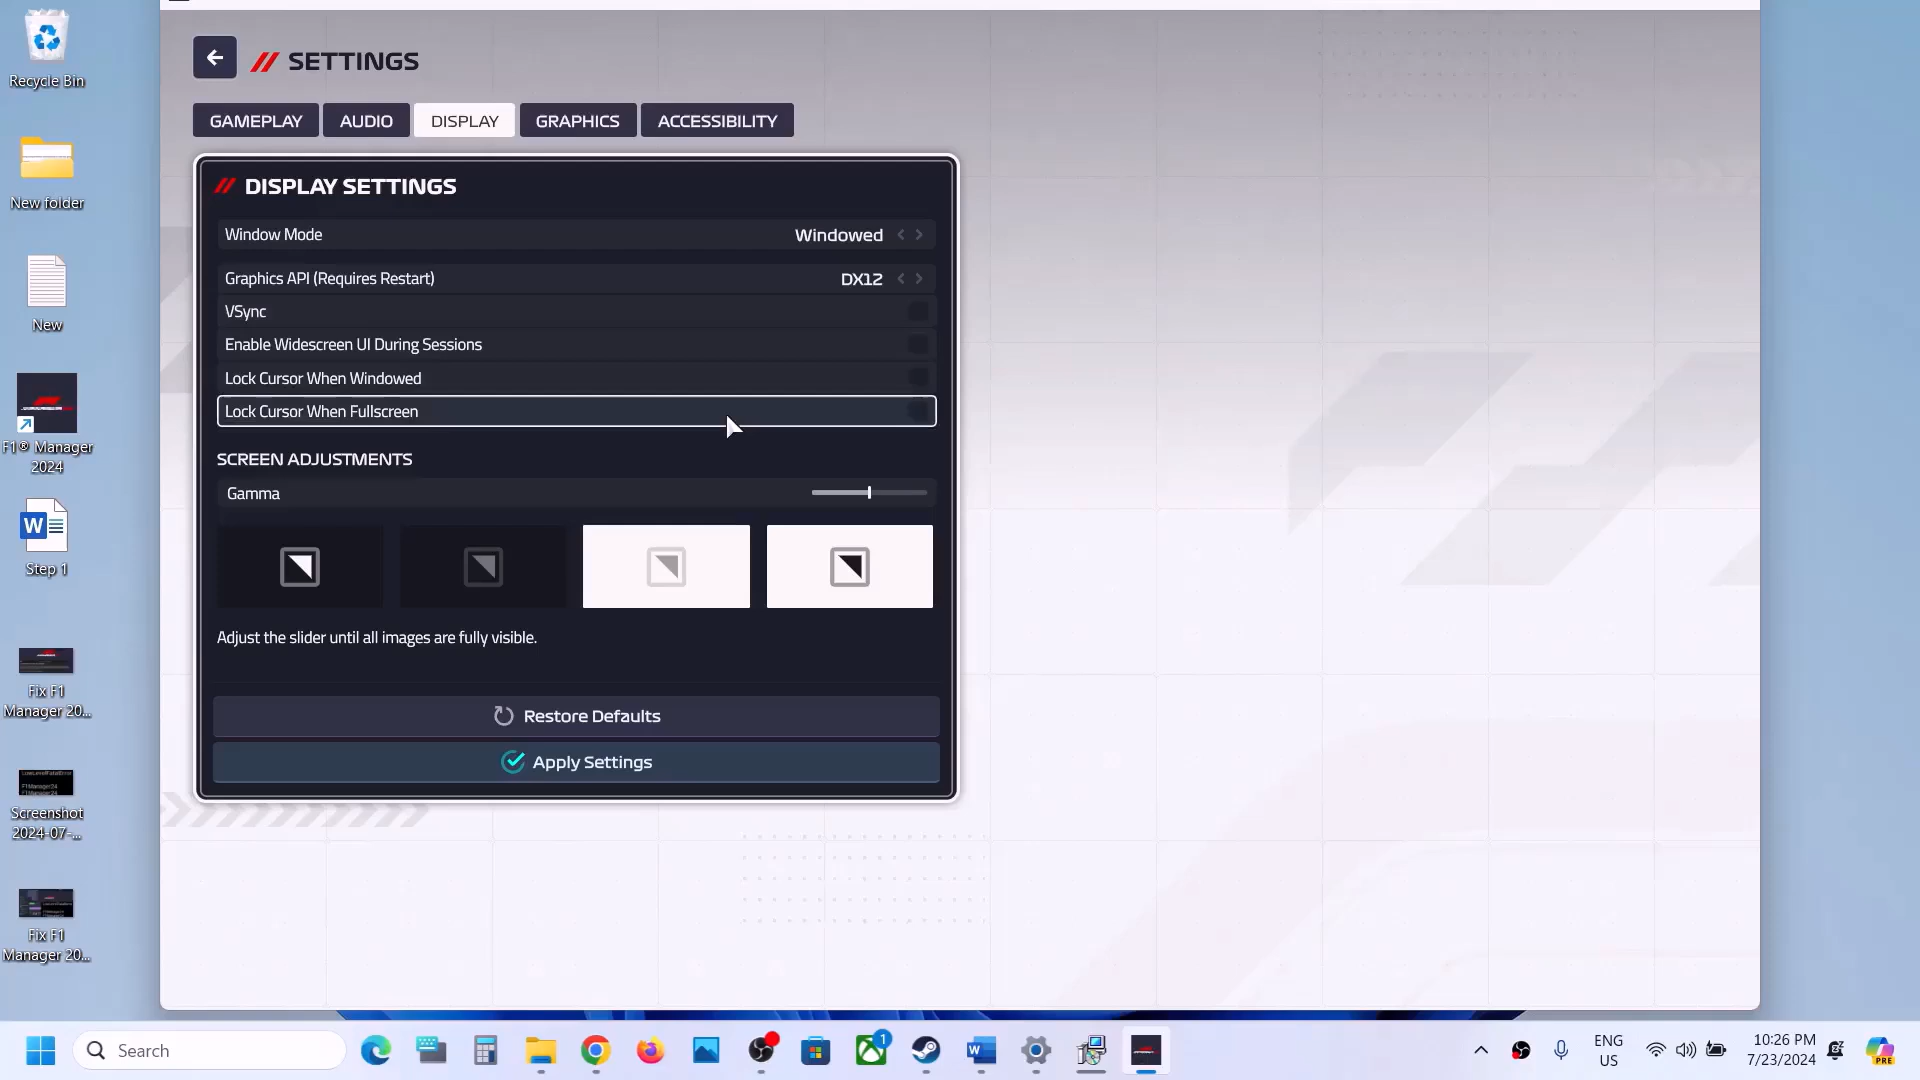 Recycle Bin
New folder
New
F1® Manager
2024
W
Step 1
Fix F1
Manager 20...
Screenshot
2024-07-...
Fix F1
Manager 20...
SETTINGS
GAMEPLAY
AUDIO
DISPLAY
GRAPHICS
ACCESSIBILITY
DISPLAY SETTINGS
Window Mode
Windowed
Graphics API (Requires Restart)
DX12
VSync
Enable Widescreen UI During Sessions
Lock Cursor When Windowed
Lock Cursor When Fullscreen
SCREEN ADJUSTMENTS
Gamma
Adjust the slider until all images are fully visible.
Restore Defaults
Apply Settings
Search
1
W
ENG
US
10:26 PM
7/23/2024
PRE